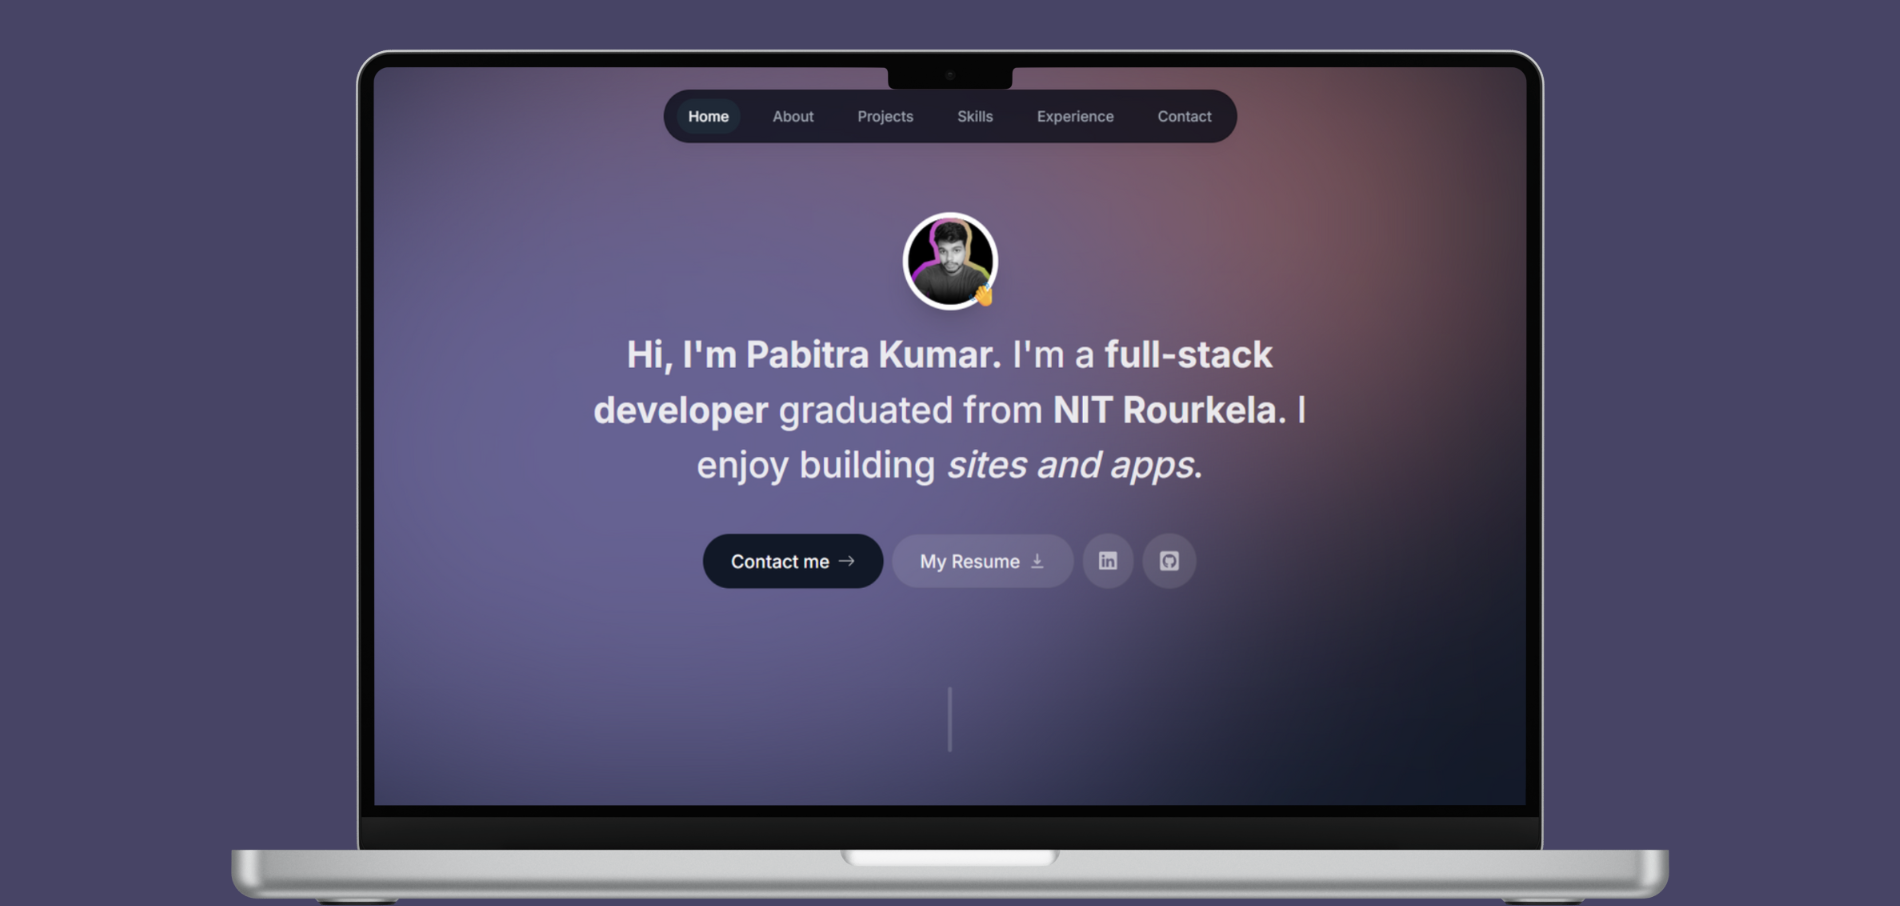 Home About Projects Skills Experience Contact
Hi, I'm Pabitra Kumar. I'm a full-stack
developer graduated from NIT Rourkela. I
enjoy building sites and apps.
Contact me → My Resume in